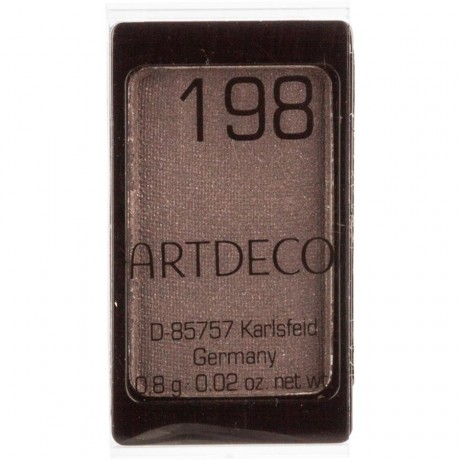 198
ARTDECO
D-85757 Karlsfeld
Germany
0.8 g 0.02 oz. net wt